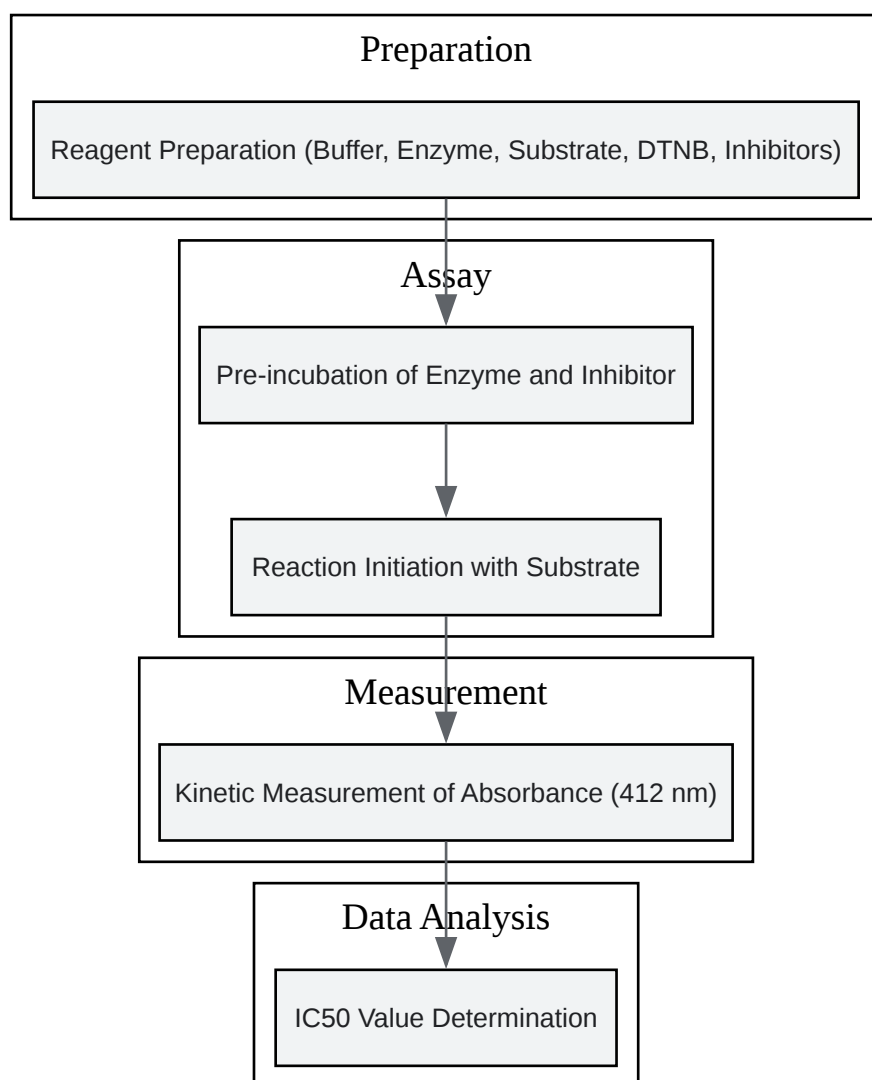 Preparation
Reagent Preparation (Buffer, Enzyme, Substrate, DTNB, Inhibitors)
Assay
Pre-incubation of Enzyme and Inhibitor
Reaction Initiation with Substrate
Measurement
Kinetic Measurement of Absorbance (412 nm)
Data Analysis
IC50 Value Determination